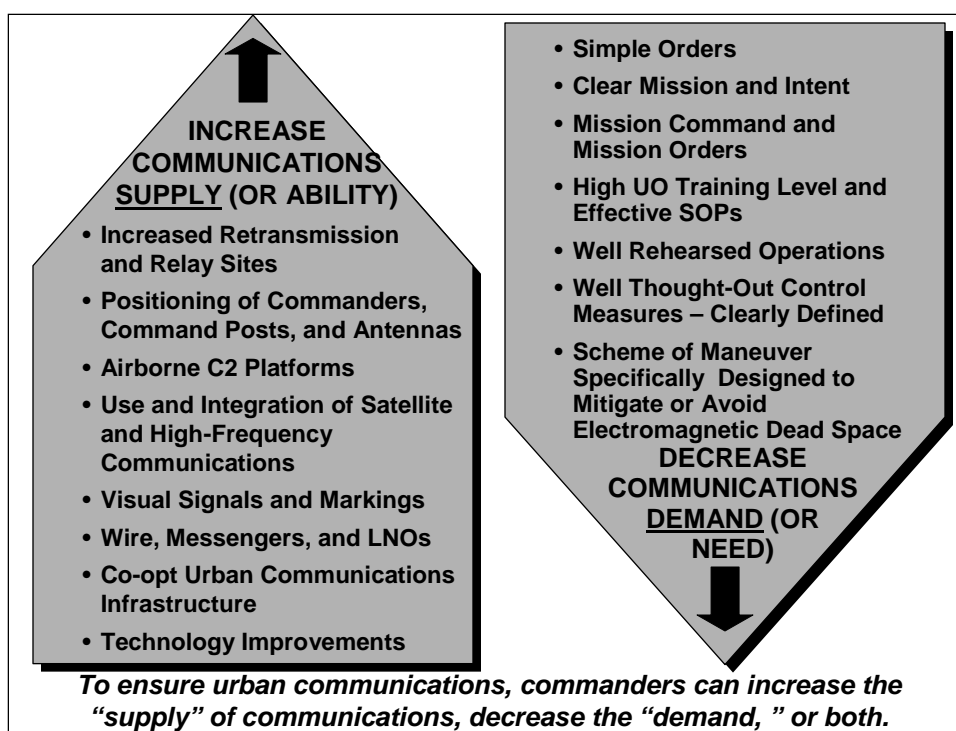 INCREASE
COMMUNICATIONS
SUPPLY (OR ABILITY)
• Increased Retransmission
and Relay Sites
• Positioning of Commanders,
Command Posts, and Antennas
• Airborne C2 Platforms
• Use and Integration of Satellite
and High-Frequency
Communications
• Visual Signals and Markings
• Wire, Messengers, and LNOs
• Co-opt Urban Communications
Infrastructure
• Technology Improvements
• Simple Orders
• Clear Mission and Intent
• Mission Command and
Mission Orders
• High UO Training Level and
Effective SOPs
• Well Rehearsed Operations
• Well Thought-Out Control
Measures – Clearly Defined
• Scheme of Maneuver
Specifically Designed to
Mitigate or Avoid
Electromagnetic Dead Space
DECREASE
COMMUNICATIONS
DEMAND (OR
NEED)
To ensure urban communications, commanders can increase the
“supply” of communications, decrease the “demand, ” or both.